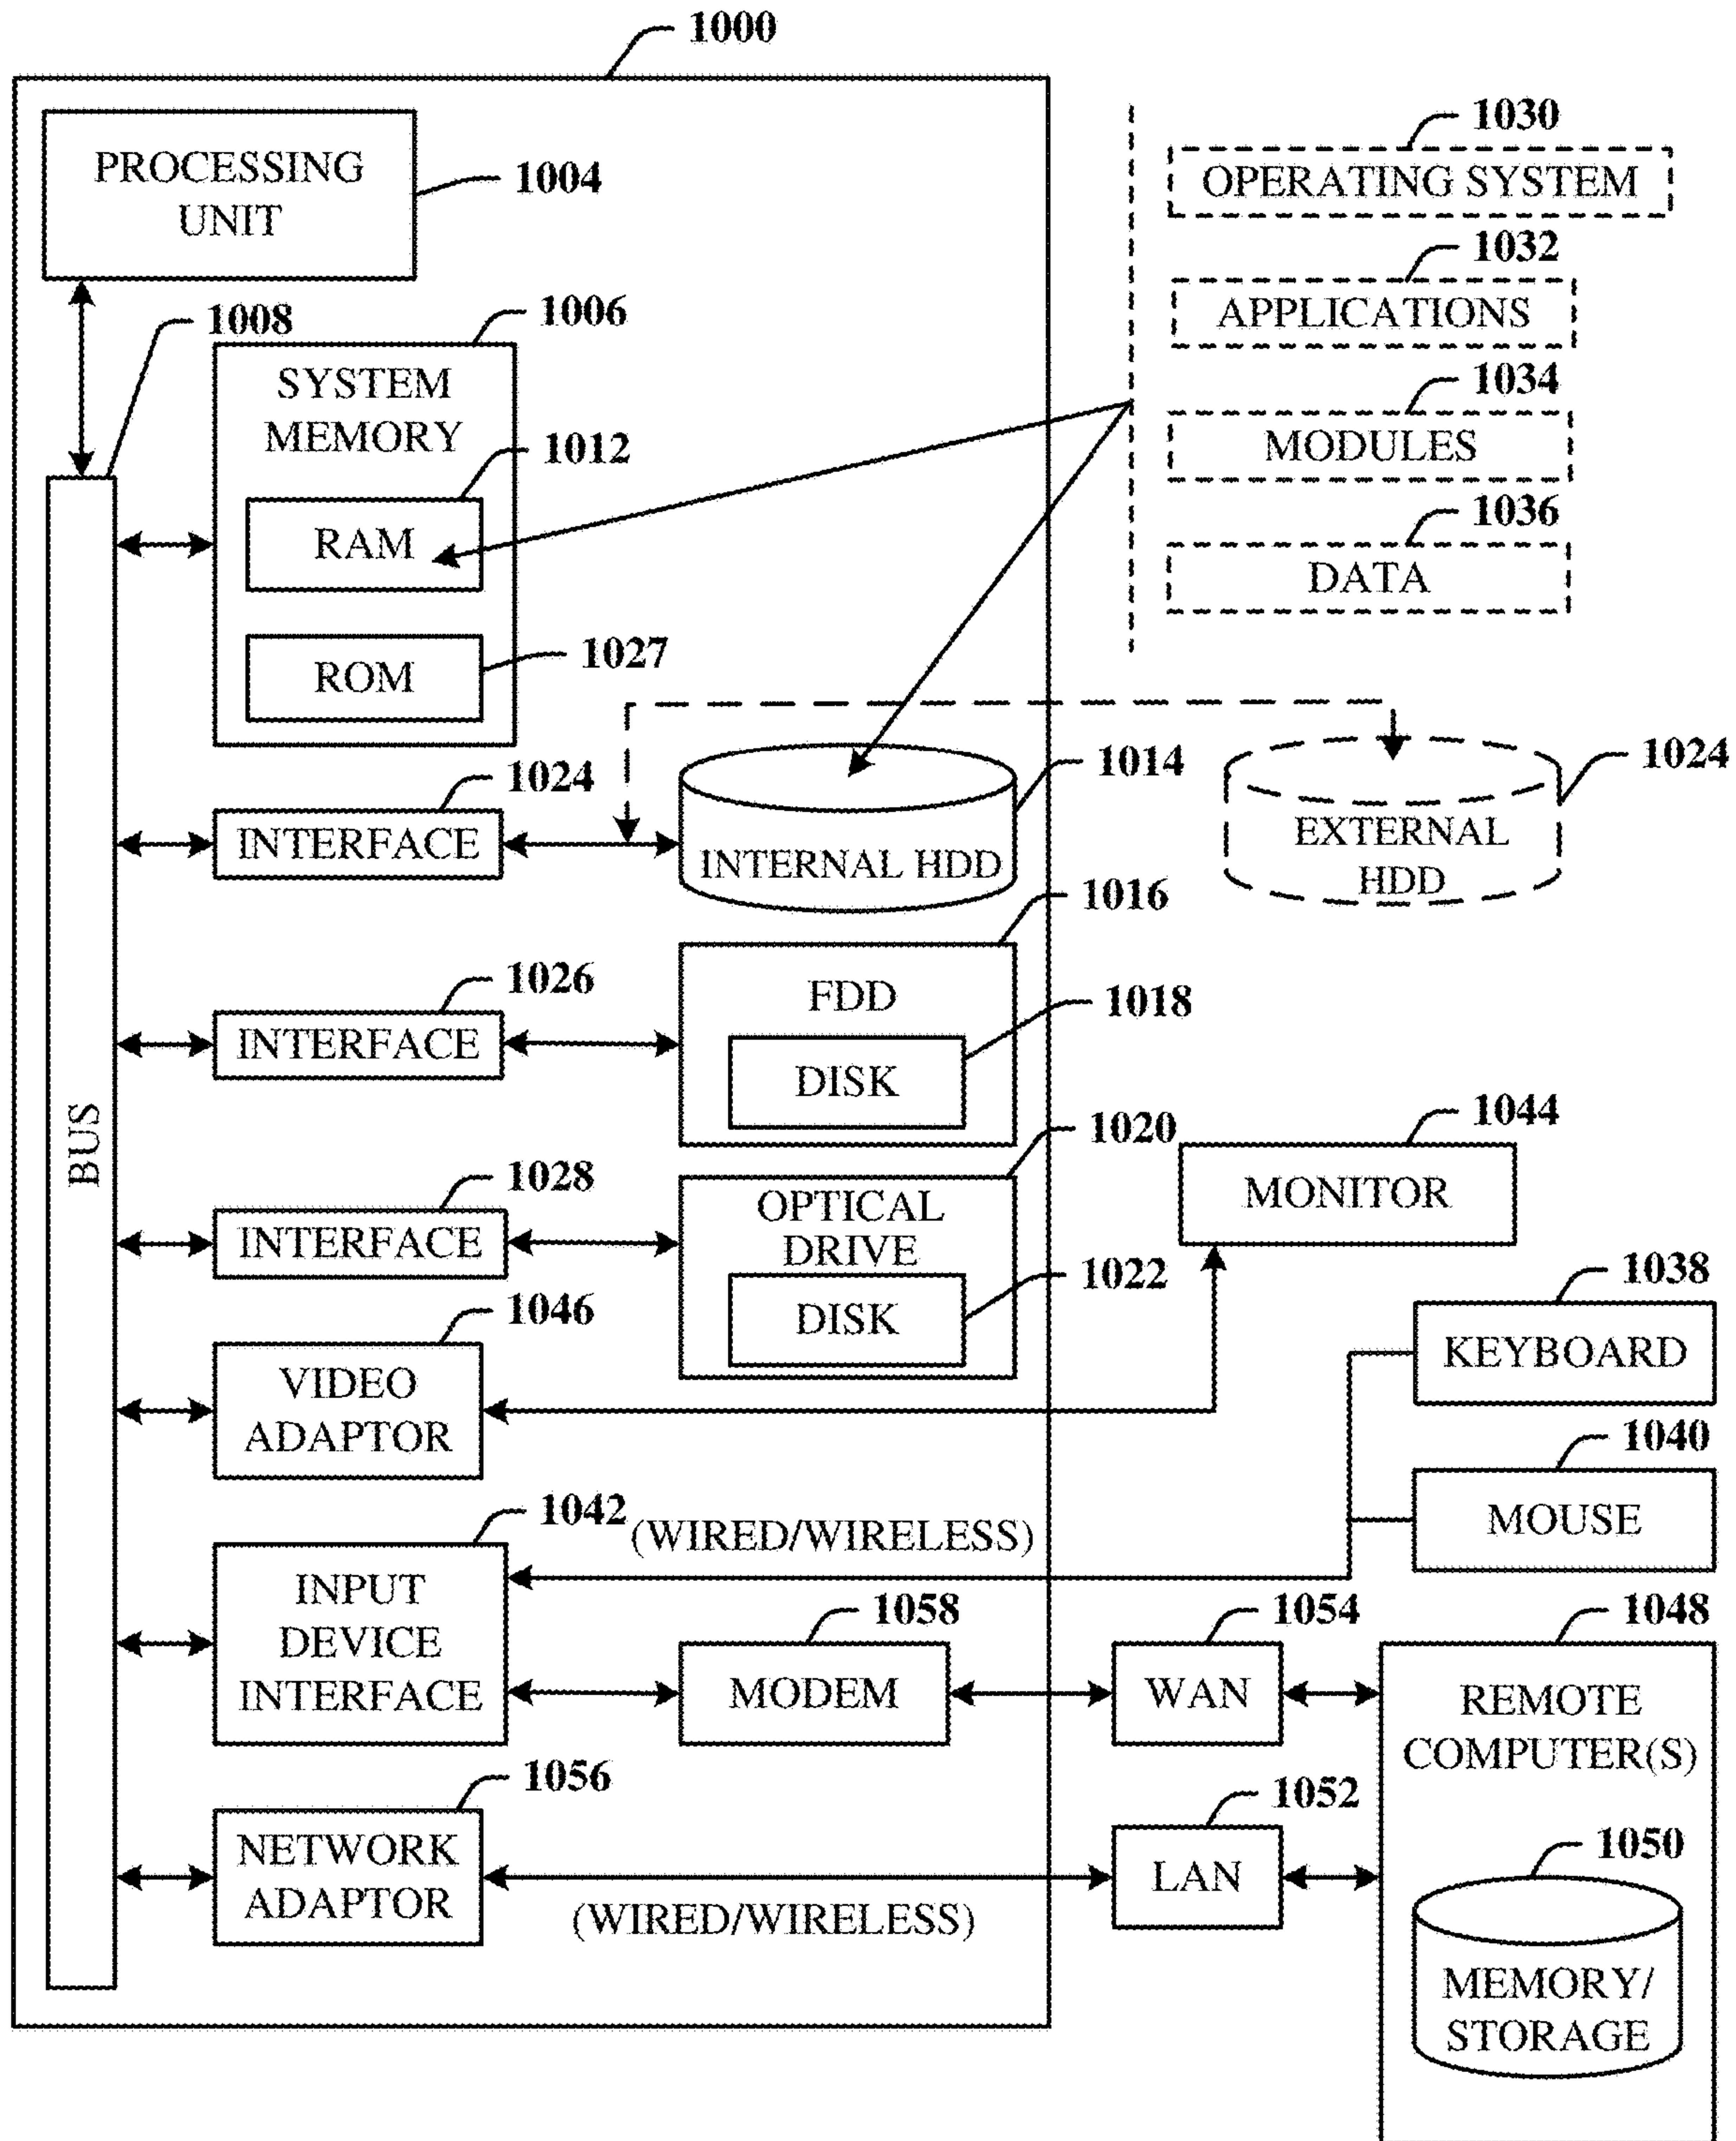 1000
PROCESSING
UNIT
1004
1030
OPERATING SYSTEM
1032
APPLICATIONS
1034
MODULES
1036
DATA
1008
1006
SYSTEM
MEMORY
1012
RAM
ROM
1027
1024
INTERFACE
1014
INTERNAL HDD
1024
EXTERNAL
HDD
1016
FDD
1018
DISK
1026
INTERFACE
BUS
1020
OPTICAL
DRIVE
1022
DISK
1028
INTERFACE
1044
MONITOR
1038
KEYBOARD
1046
VIDEO
ADAPTOR
1040
MOUSE
1042
(WIRED/WIRELESS)
INPUT
DEVICE
INTERFACE
1058
MODEM
1054
WAN
1048
REMOTE
COMPUTER(S)
1056
NETWORK
ADAPTOR
(WIRED/WIRELESS)
1052
LAN
1050
MEMORY/
STORAGE